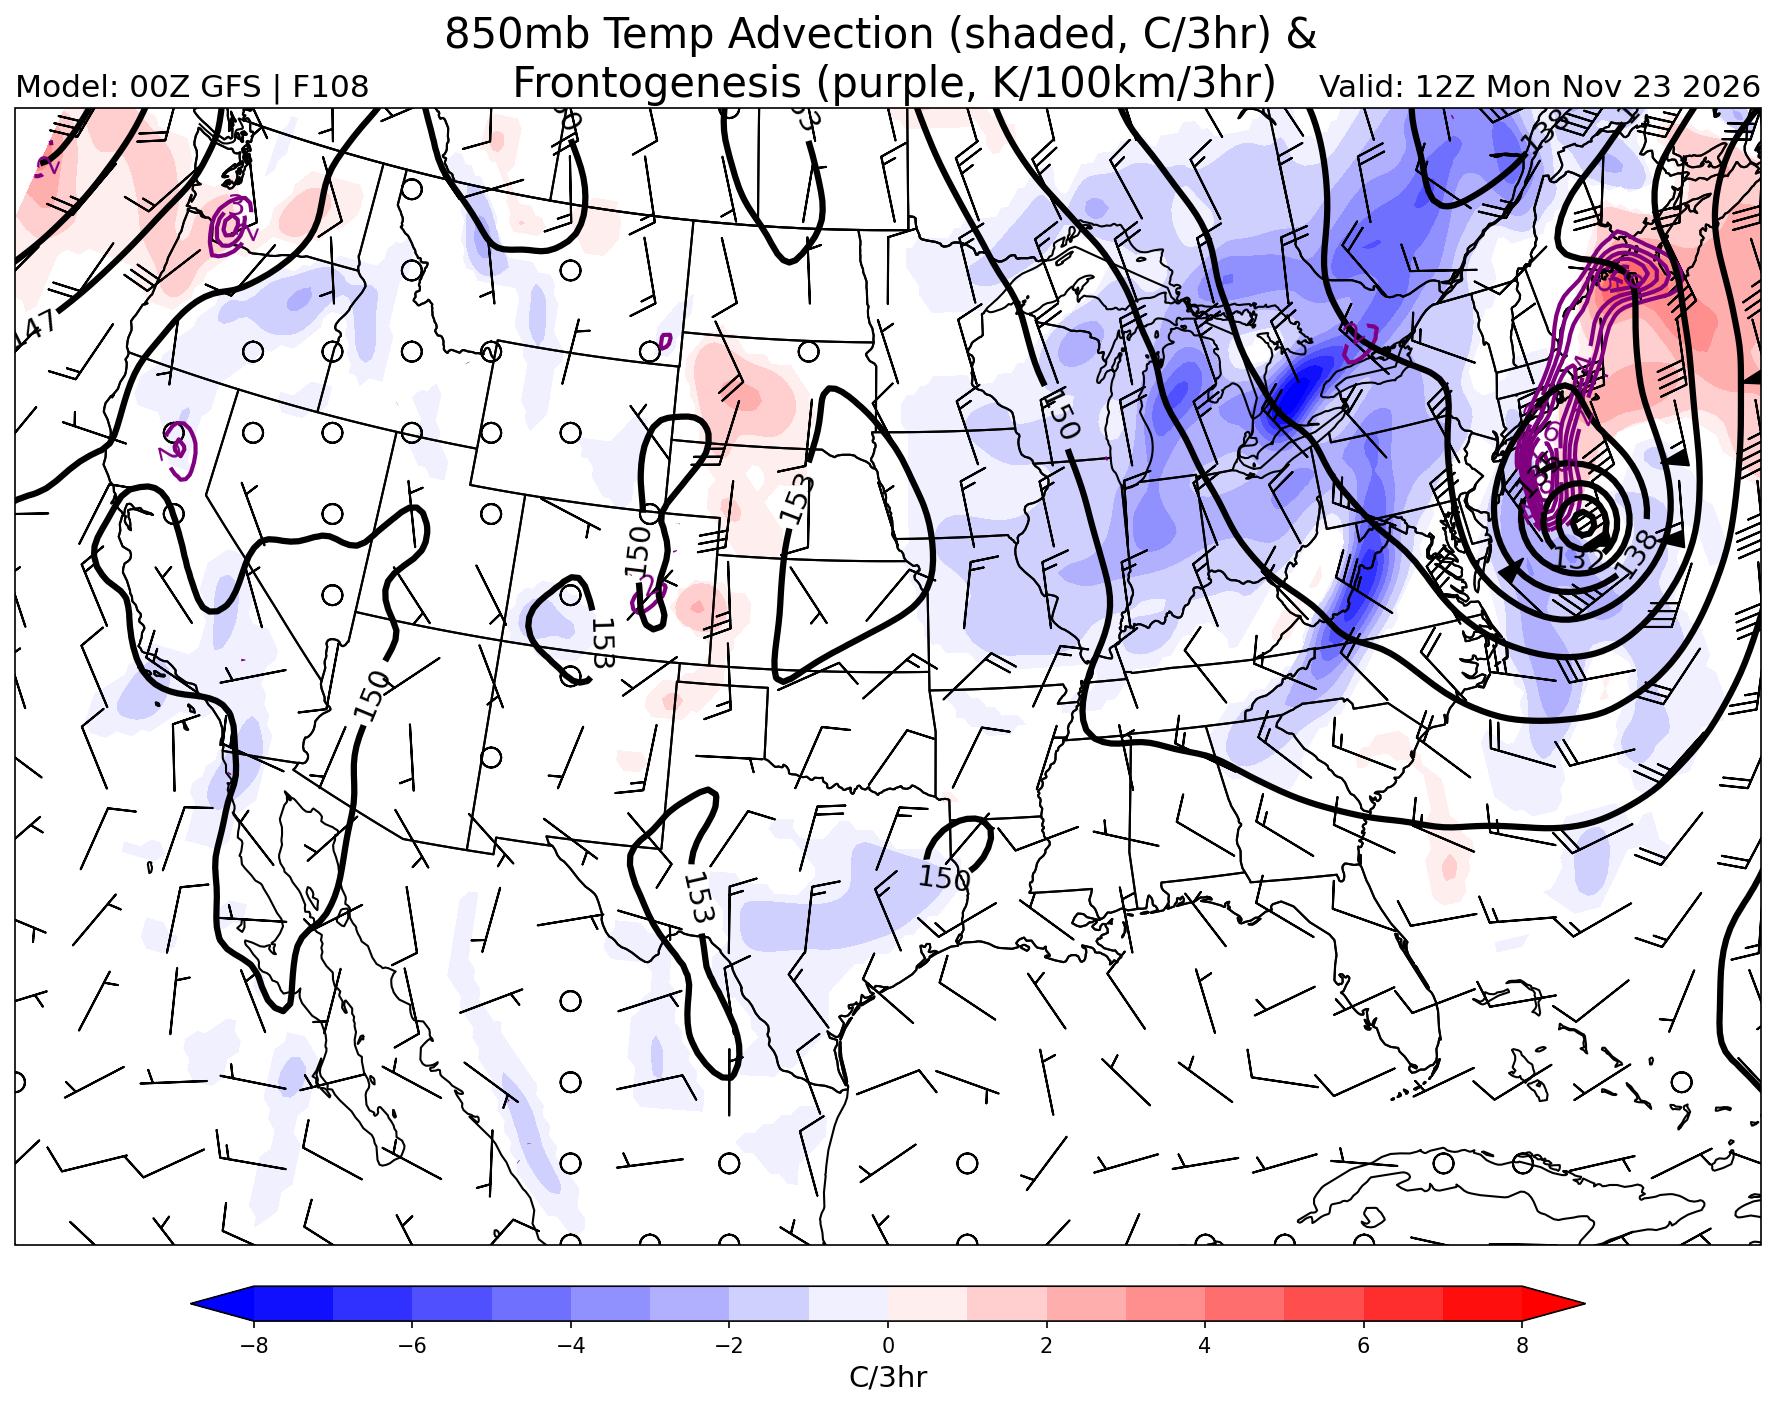 850mb Temp Advection (shaded, C/3hr) &
Model: 00Z GFS | F108
Frontogenesis (purple, K/100km/3hr)
Valid: 12Z Mon Nov 23 2026
138
147
150
153
150
153
150
132
138
150
153
150
−8 −6 −4 −2 0 2 4 6 8
C/3hr